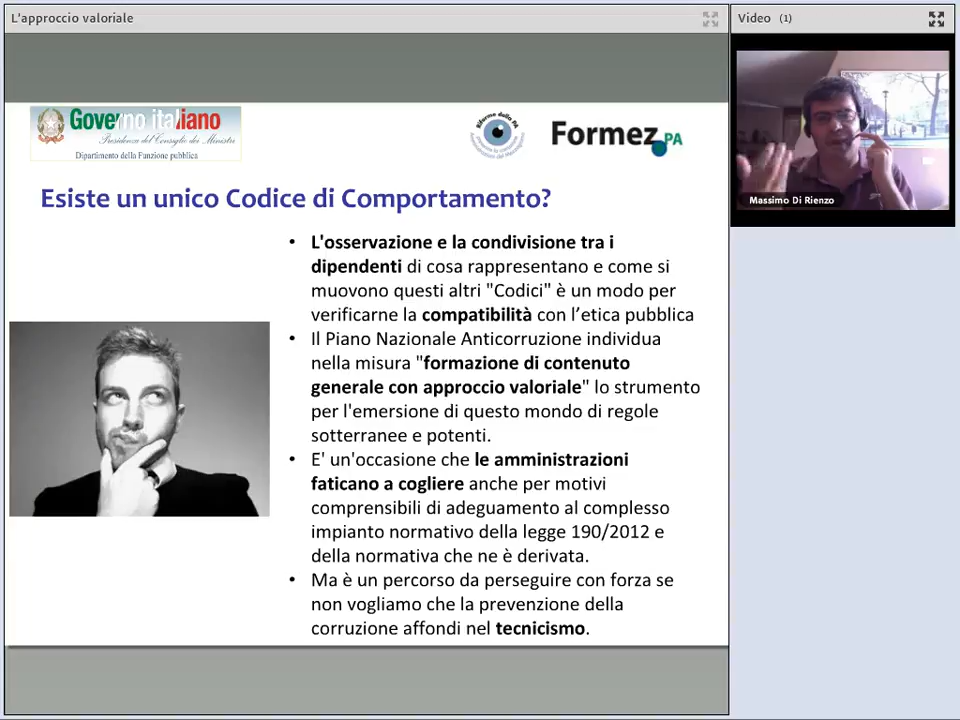 L'approccio valoriale
Video (1)
Governo italiano
Presidenza del Consiglio dei Ministri
Dipartimento della Funzione pubblica
Riforme della PA
Formez PA
Massimo Di Rienzo
Esiste un unico Codice di Comportamento?
• L'osservazione e la condivisione tra i
dipendenti di cosa rappresentano e come si
muovono questi altri "Codici" è un modo per
verificarne la compatibilità con l’etica pubblica
• Il Piano Nazionale Anticorruzione individua
nella misura "formazione di contenuto
generale con approccio valoriale" lo strumento
per l'emersione di questo mondo di regole
sotterranee e potenti.
• E' un'occasione che le amministrazioni
faticano a cogliere anche per motivi
comprensibili di adeguamento al complesso
impianto normativo della legge 190/2012 e
della normativa che ne è derivata.
• Ma è un percorso da perseguire con forza se
non vogliamo che la prevenzione della
corruzione affondi nel tecnicismo.